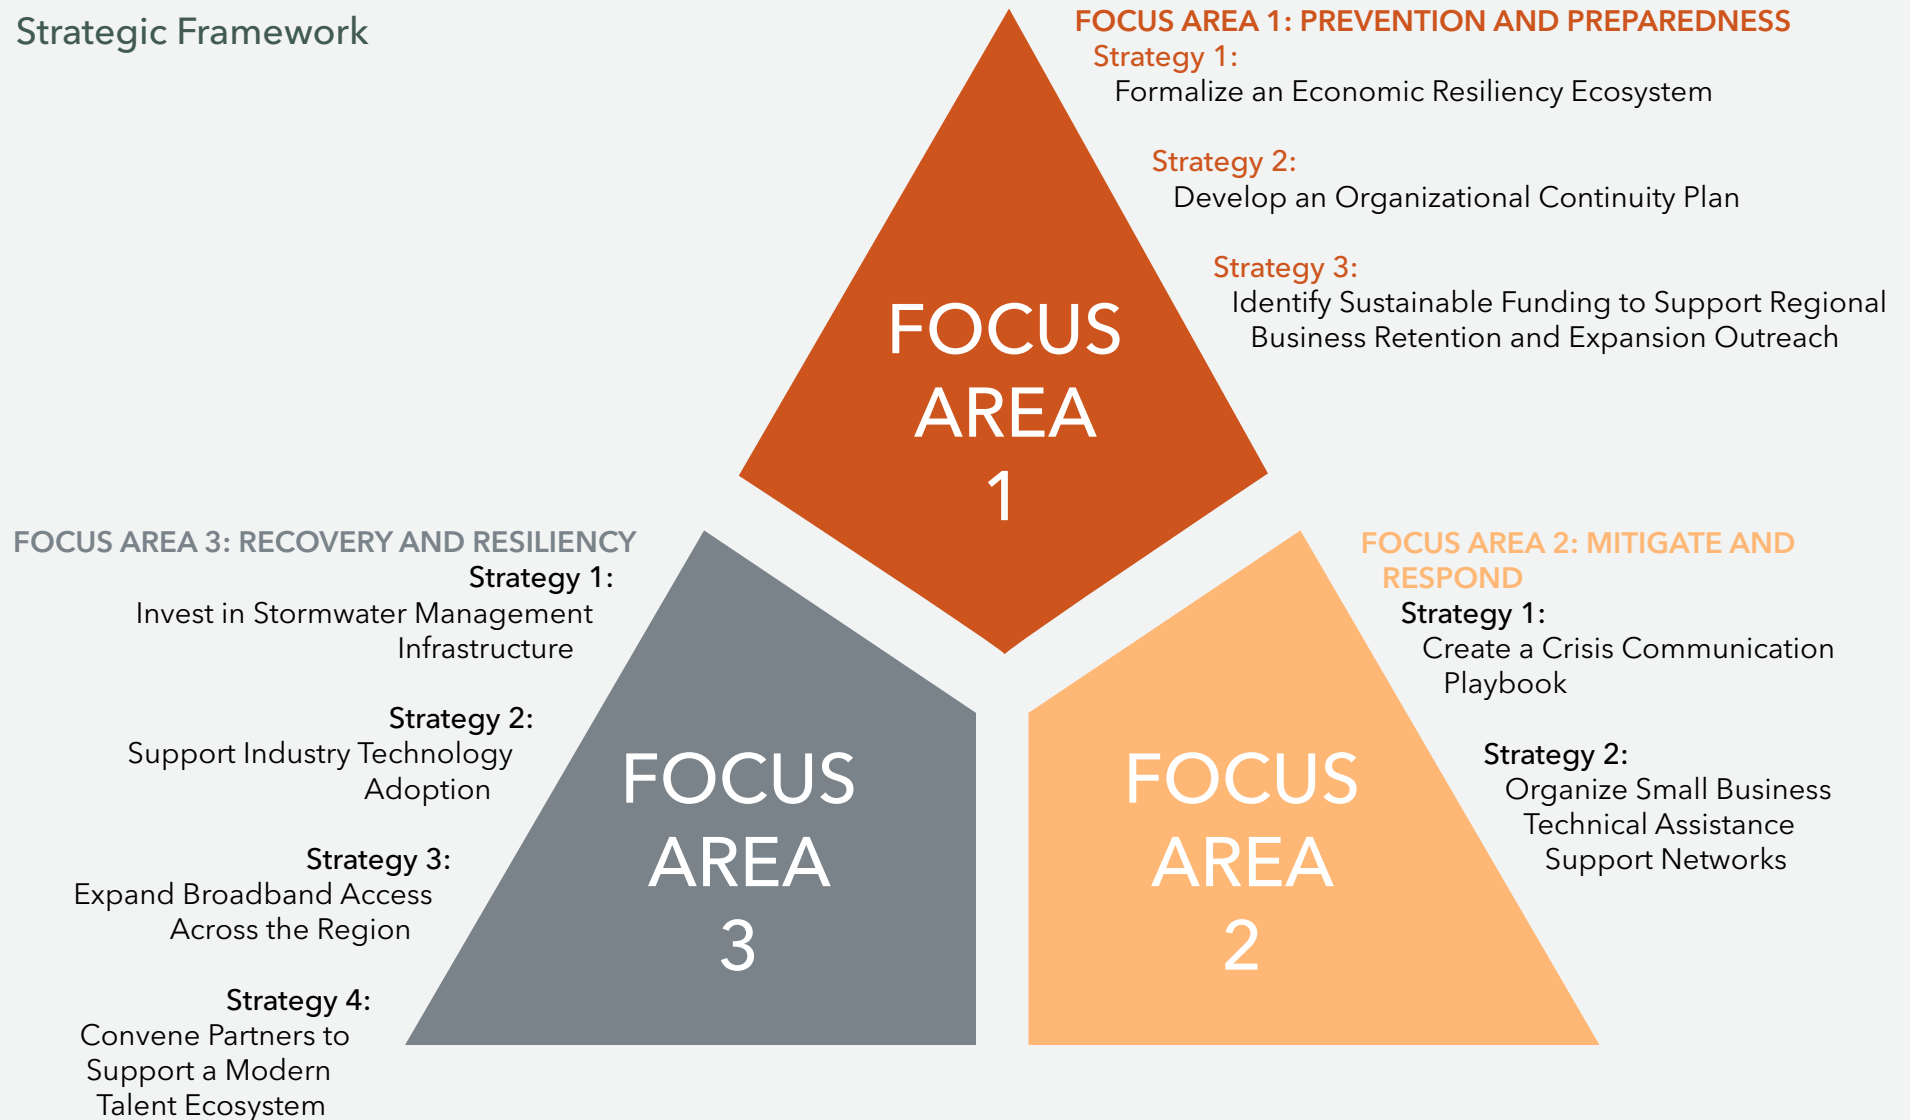 Strategic Framework
FOCUS AREA 1: PREVENTION AND PREPAREDNESS
Strategy 1:
Formalize an Economic Resiliency Ecosystem
Strategy 2:
Develop an Organizational Continuity Plan
Strategy 3:
Identify Sustainable Funding to Support Regional
Business Retention and Expansion Outreach
FOCUS
AREA
1
FOCUS AREA 3: RECOVERY AND RESILIENCY
Strategy 1:
Invest in Stormwater Management
Infrastructure
Strategy 2:
Support Industry Technology
Adoption
Strategy 3:
Expand Broadband Access
Across the Region
Strategy 4:
Convene Partners to
Support a Modern
Talent Ecosystem
FOCUS
AREA
3
FOCUS
AREA
2
FOCUS AREA 2: MITIGATE AND
RESPOND
Strategy 1:
Create a Crisis Communication
Playbook
Strategy 2:
Organize Small Business
Technical Assistance
Support Networks